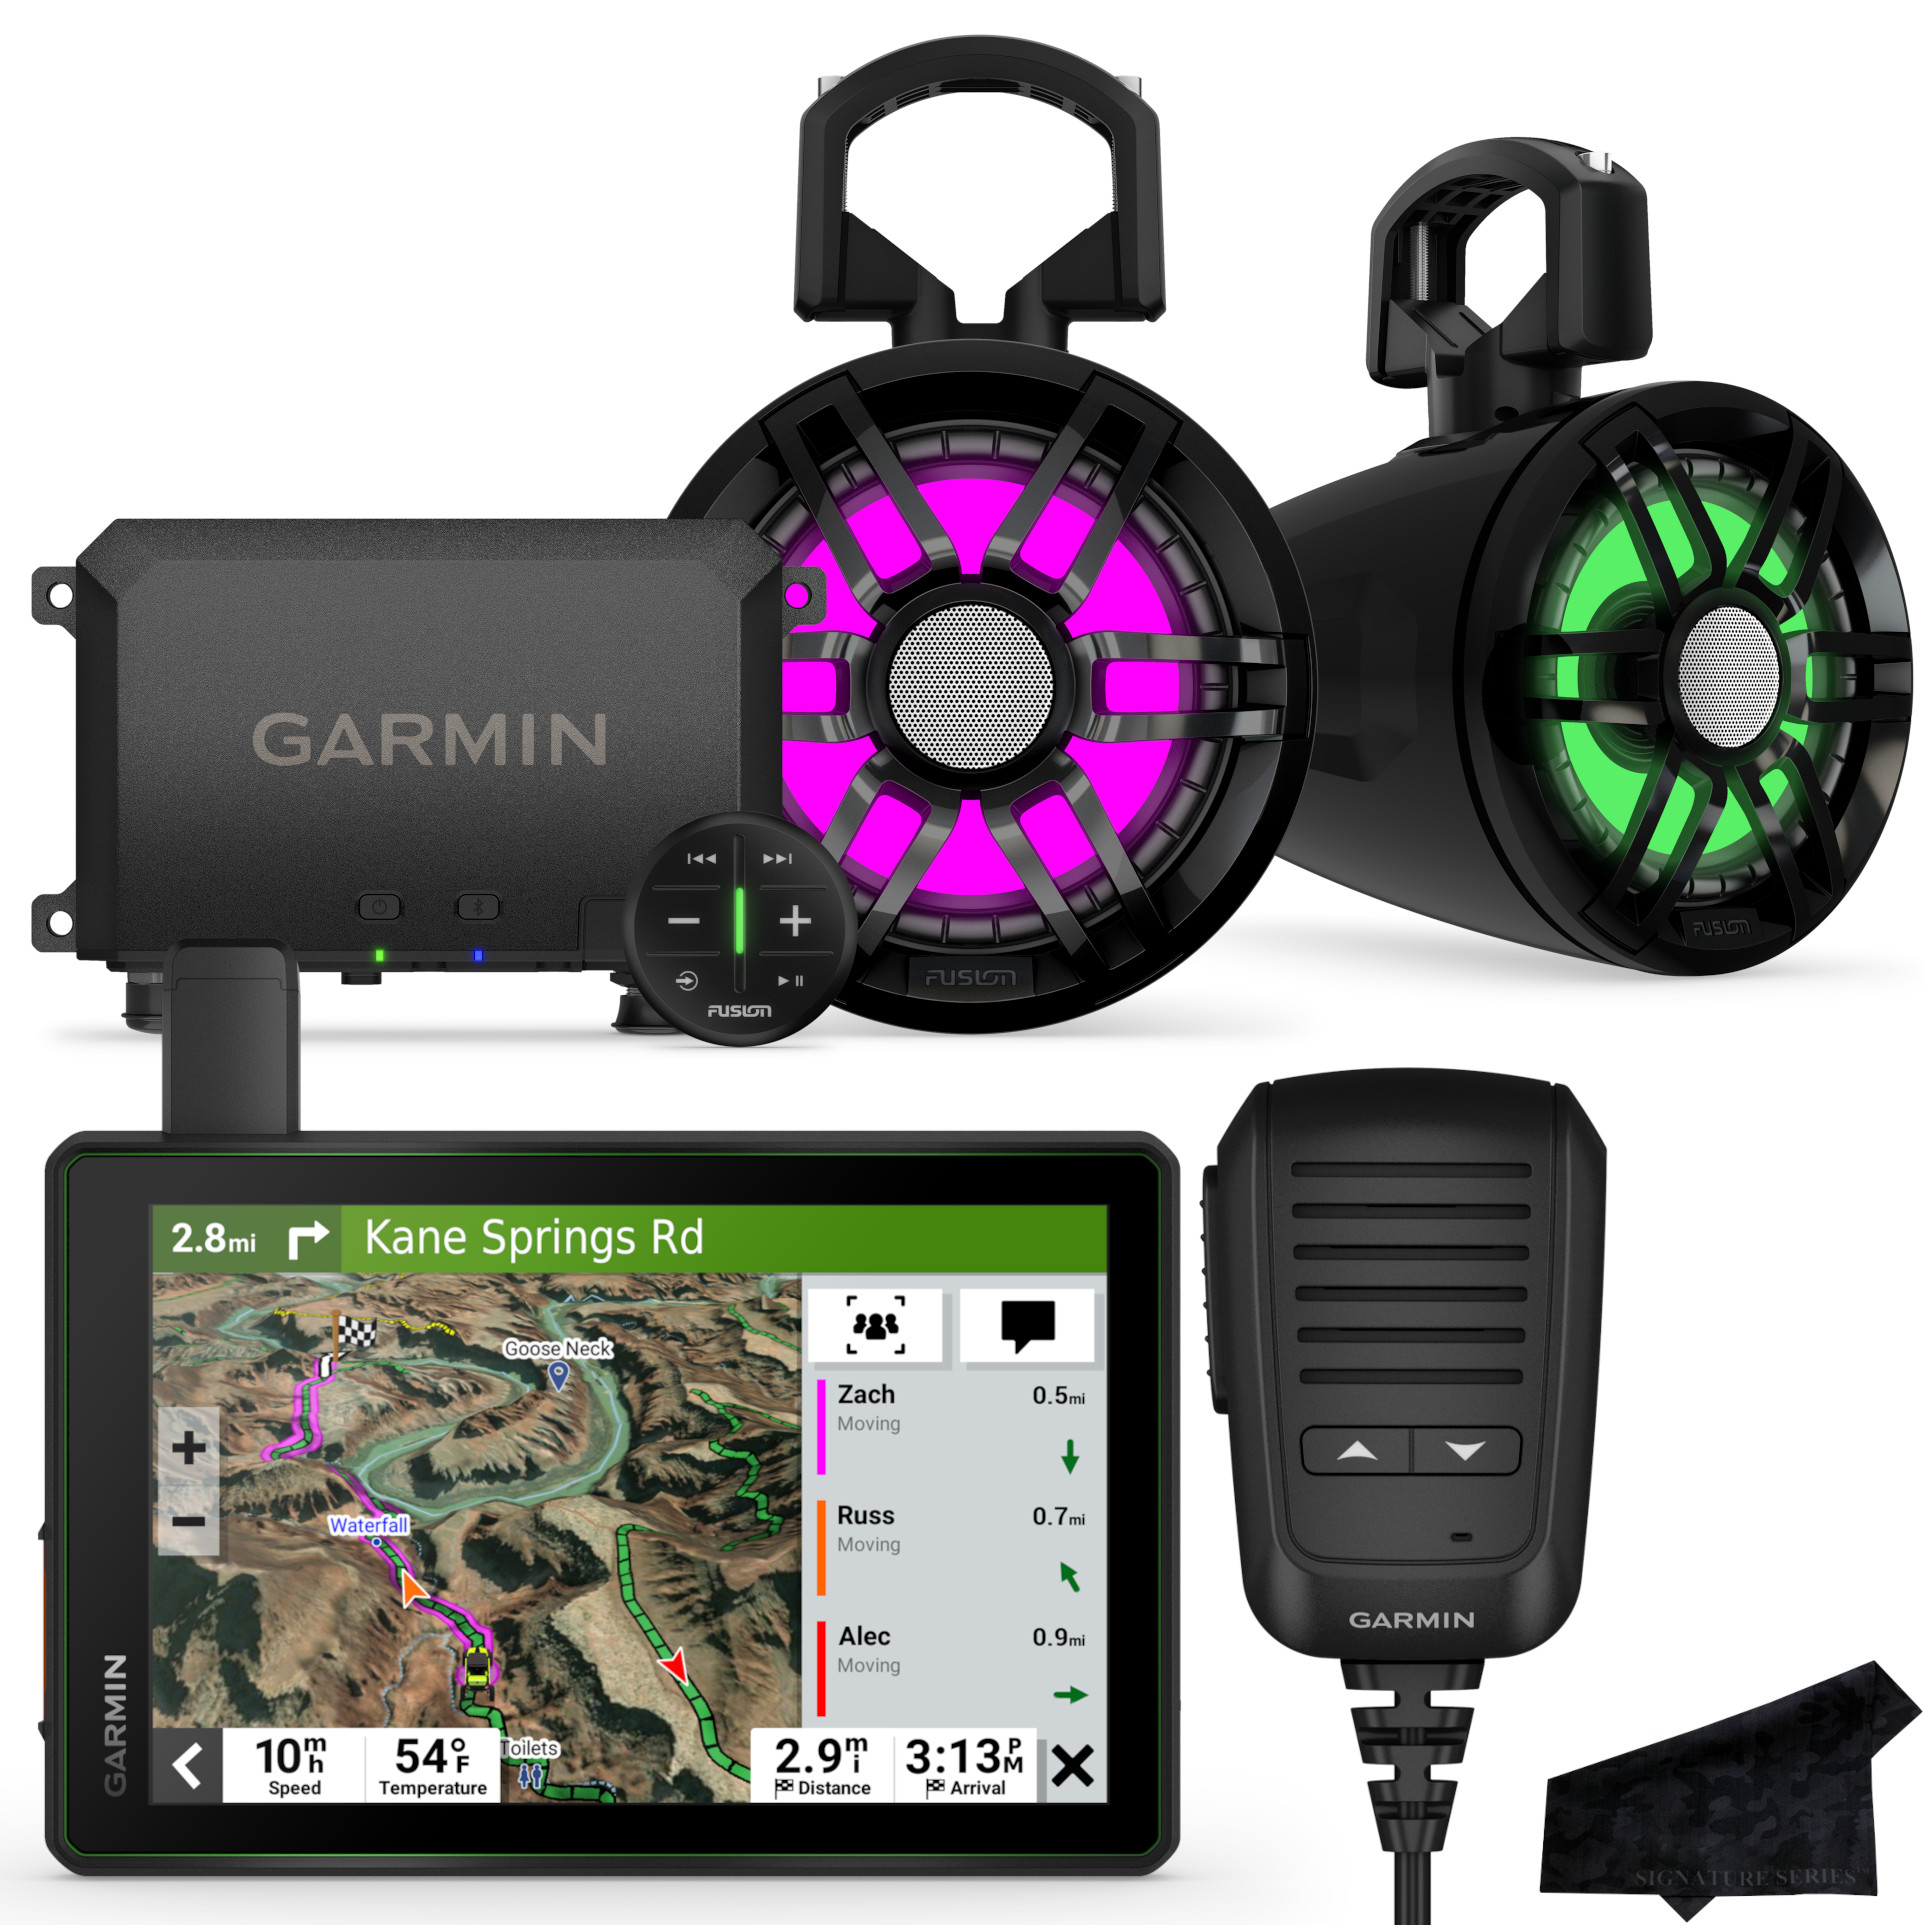 GARMIN
FUSION
FUSION
FUSION
2.8mi
Kane Springs Rd
Goose Neck
Waterfall
Toilets
Zach
0.5mi
Moving
Russ
0.7mi
Moving
Alec
0.9mi
Moving
10mh
Speed
54°F
Temperature
2.9mi
Distance
3:13PM
Arrival
GARMIN
GARMIN
SIGNATURE SERIES™